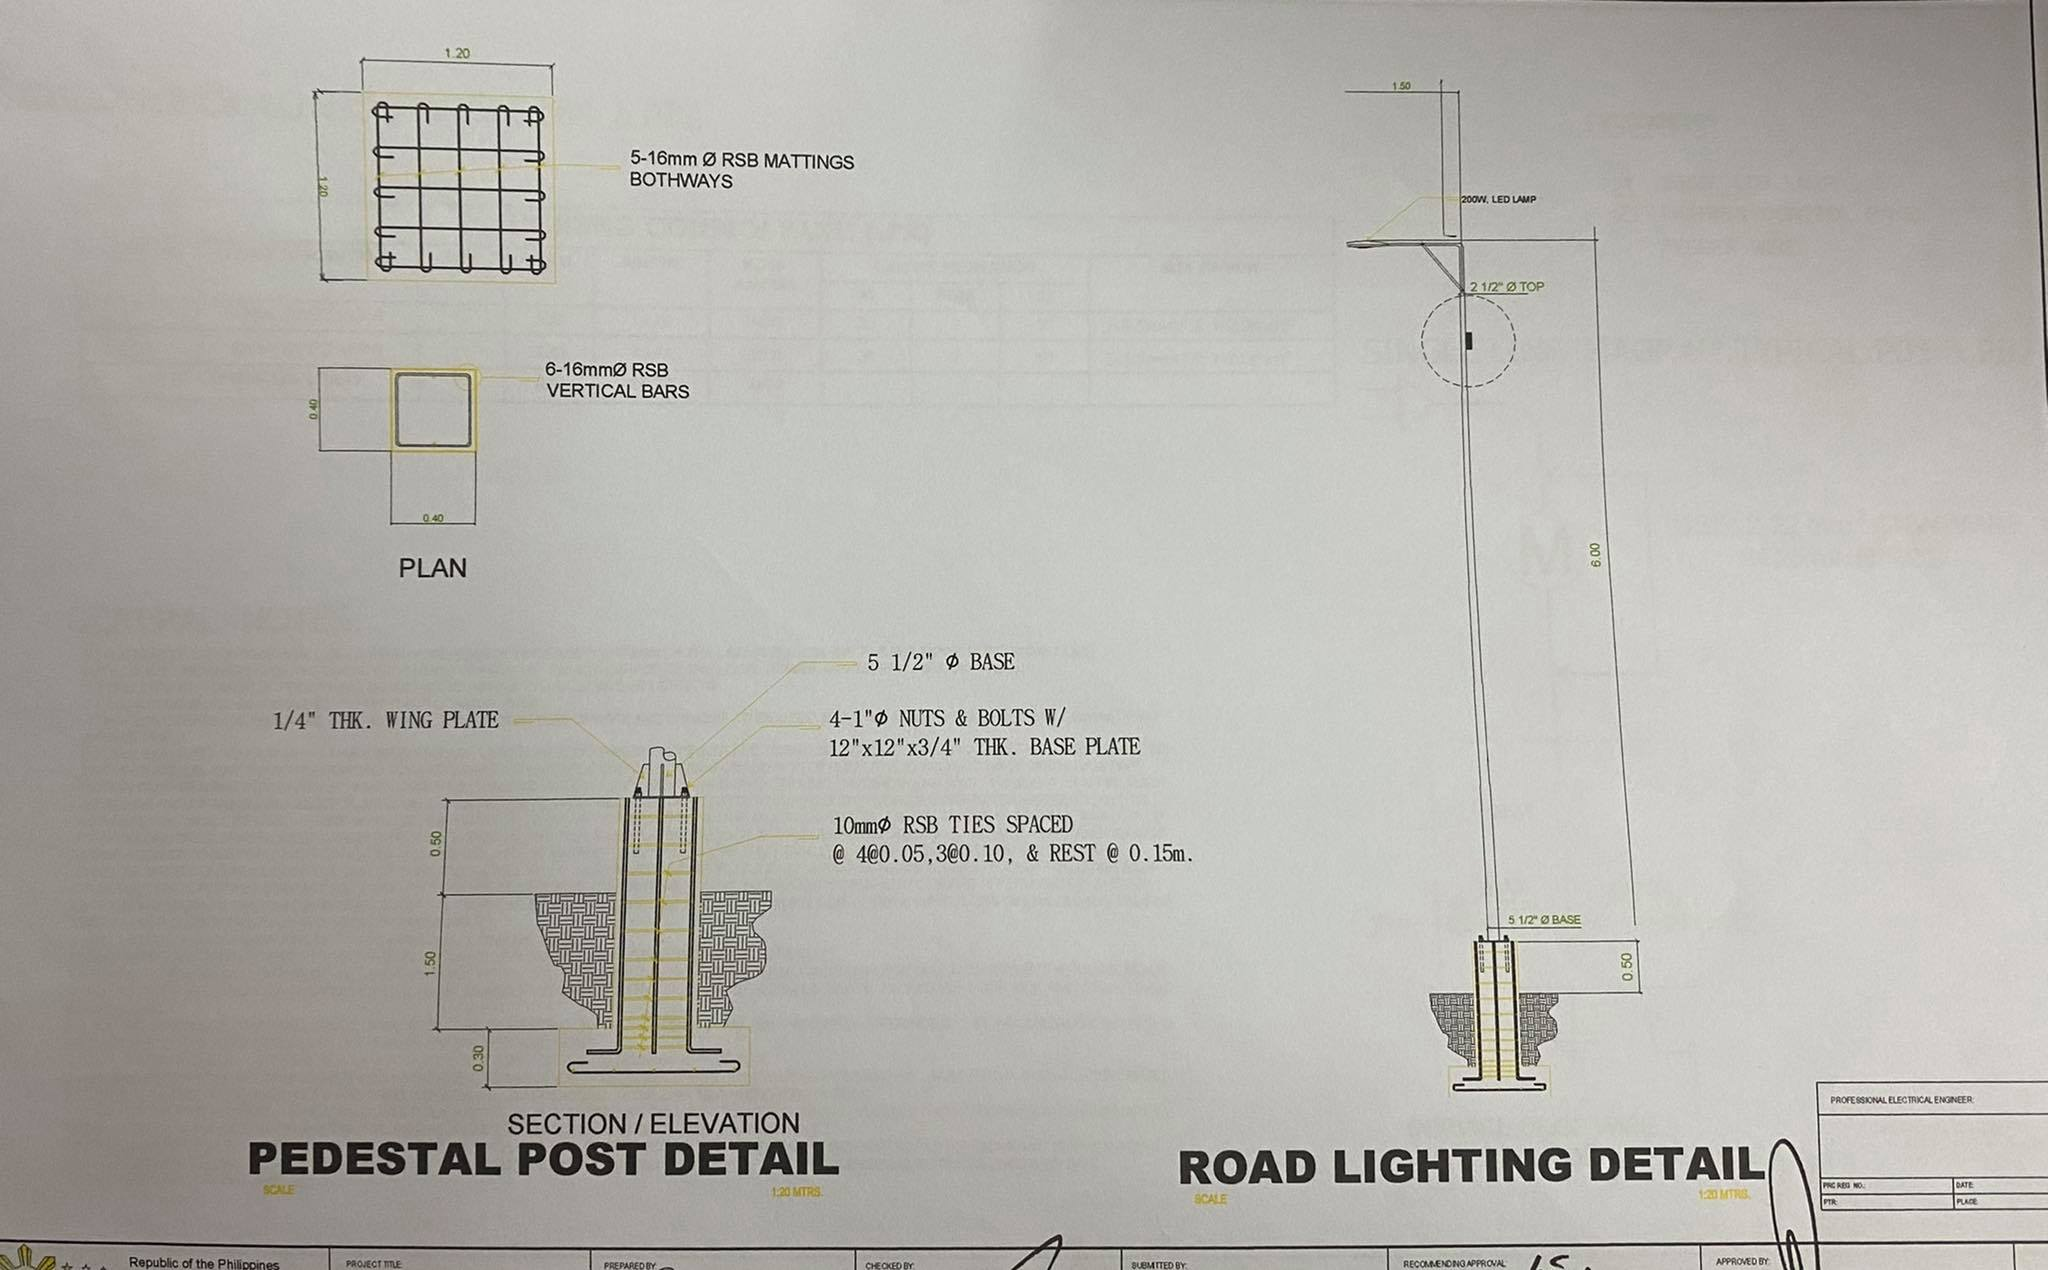 1.20
1.20
5-16mm Ø RSB MATTINGS
BOTHWAYS
6-16mmØ RSB
VERTICAL BARS
0.40
0.40
PLAN
5 1/2" Ø BASE
1/4" THK. WING PLATE
4-1"Ø NUTS & BOLTS W/
12"x12"x3/4" THK. BASE PLATE
10mmØ RSB TIES SPACED
@ 4@0.05,3@0.10, & REST @ 0.15m.
0.50
1.50
0.30
SECTION / ELEVATION
PEDESTAL POST DETAIL
SCALE
1:20 MTRS.
1.50
200W. LED LAMP
2 1/2" Ø TOP
6.00
5 1/2" Ø BASE
0.50
ROAD LIGHTING DETAIL
SCALE
1:20 MTRS.
PROFESSIONAL ELECTRICAL ENGINEER:
PRC REG NO.:
DATE:
PTR:
PLACE:
Republic of the Philippines
PROJECT TITLE:
PREPARED BY:
CHECKED BY:
SUBMITTED BY:
RECOMMENDING APPROVAL:
APPROVED BY: